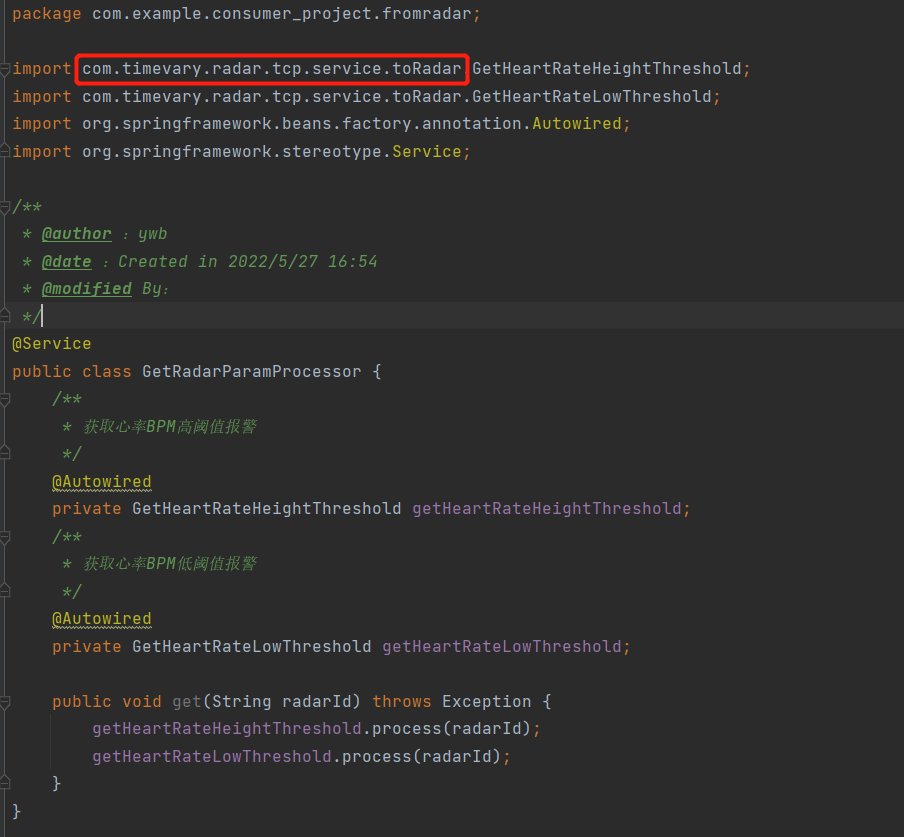 package com.example.consumer_project.fromradar;
import com.timevary.radar.tcp.service.toRadar.GetHeartRateHeightThreshold;
import com.timevary.radar.tcp.service.toRadar.GetHeartRateLowThreshold;
import org.springframework.beans.factory.annotation.Autowired;
import org.springframework.stereotype.Service;
/**
 * @author : ywb
 * @date : Created in 2022/5/27 16:54
 * @modified By:
 */
@Service
public class GetRadarParamProcessor {
    /**
     * 获取心率BPM高阈值报警
     */
    @Autowired
    private GetHeartRateHeightThreshold getHeartRateHeightThreshold;
    /**
     * 获取心率BPM低阈值报警
     */
    @Autowired
    private GetHeartRateLowThreshold getHeartRateLowThreshold;
    public void get(String radarId) throws Exception {
        getHeartRateHeightThreshold.process(radarId);
        getHeartRateLowThreshold.process(radarId);
    }
}